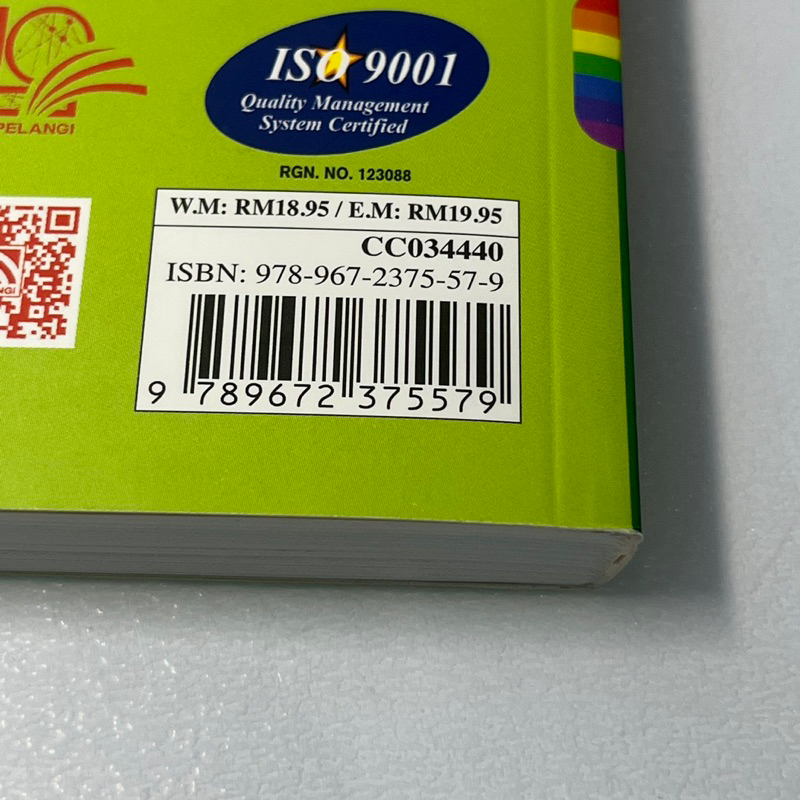 PELANGI
ISO 9001
Quality Management
System Certified
RGN. NO. 123088
W.M: RM18.95 / E.M: RM19.95
CC034440
ISBN: 978-967-2375-57-9
9 789672 375579